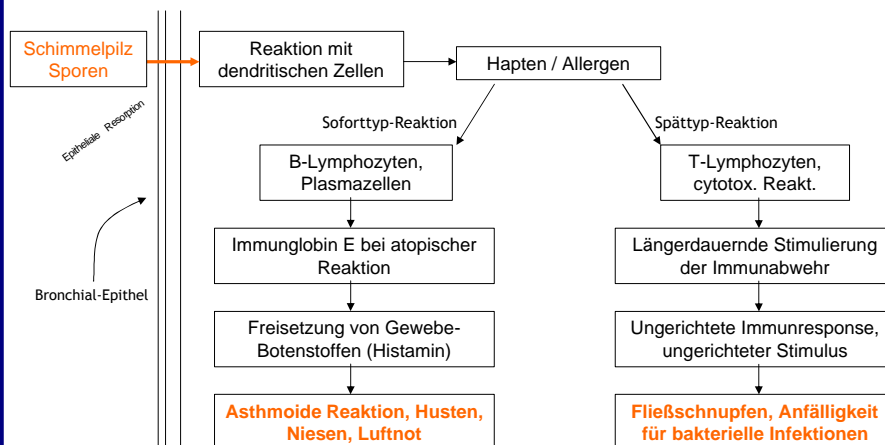 Schimmelpilz
Sporen
Reaktion mit
dendritischen Zellen
Hapten / Allergen
Epitheliale Resorption
Soforttyp-Reaktion
Spättyp-Reaktion
B-Lymphozyten,
Plasmazellen
T-Lymphozyten,
cytotox. Reakt.
Immunglobin E bei atopischer
Reaktion
Längerdauernde Stimulierung
der Immunabwehr
Bronchial-Epithel
Freisetzung von Gewebe-
Botenstoffen (Histamin)
Ungerichtete Immunresponse,
ungerichteter Stimulus
Asthmoide Reaktion, Husten,
Niesen, Luftnot
Fließschnupfen, Anfälligkeit
für bakterielle Infektionen